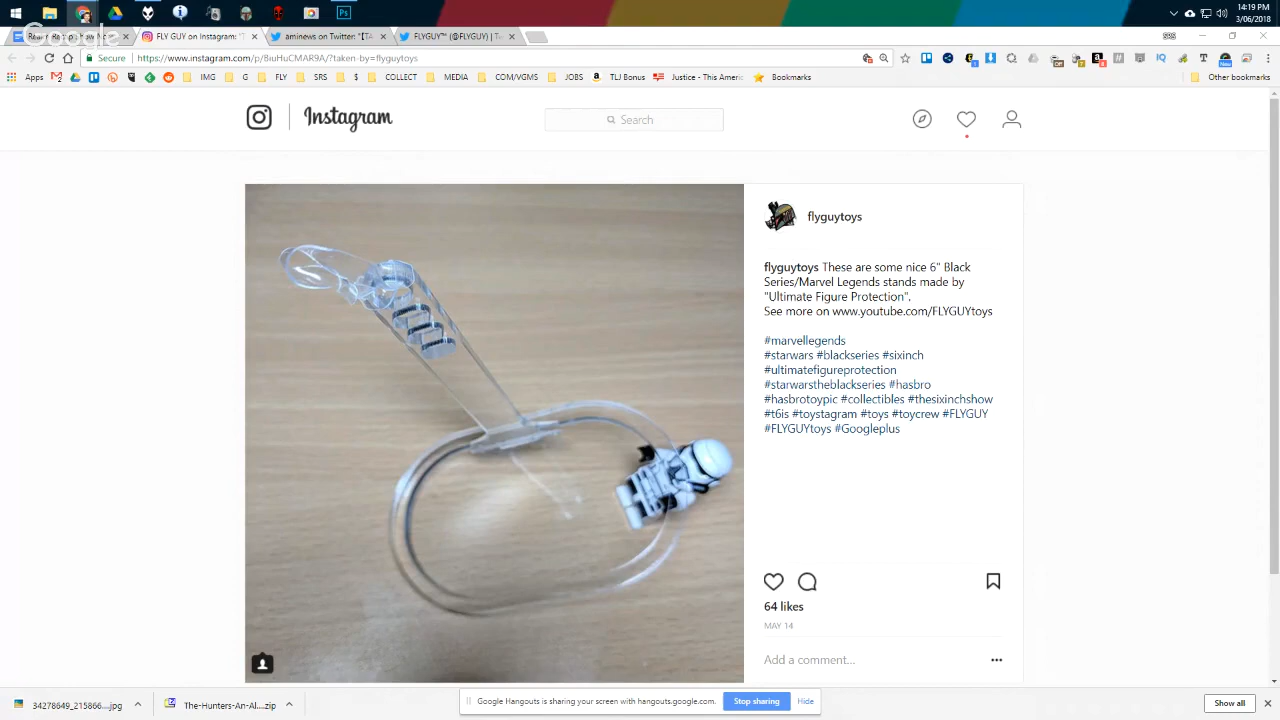 14:19 PM
3/06/2018
Google
FLY GUY on Instagram: "T
aminews on Twitter: "[TA
FLYGUY™ (@FLYGUY) | Tw
Secure
https://www.instagram.com/p/BiuHuCMAR9A/?taken-by=flyguytoys
Apps
IMG
G
FLY
SRS
T
COLLECT
MEDIA
COM/VIDS
JOBS
TLJ Bonus
Justice - This Americ
Bookmarks
Other bookmarks
Instagram
Search
flyguytoys
flyguytoys These are some nice 6" Black
Series/Marvel Legends stands made by
"Ultimate Figure Protection".
See more on www.youtube.com/FLYGUYtoys
#marvellegends
#starwars #blackseries #sixinch
#ultimatefigureprotection
#starwarstheblackseries #hasbro
#hasbrotoypic #collectibles #thesixinchshow
#t6is #toystagram #toys #toycrew #FLYGUY
#FLYGUYtoys #Googleplus
64 likes
MAY 14
Add a comment...
The-Hunters-An-Al....zip
Google Hangouts is sharing your screen with hangouts.google.com.
Stop sharing
Hide
Show all